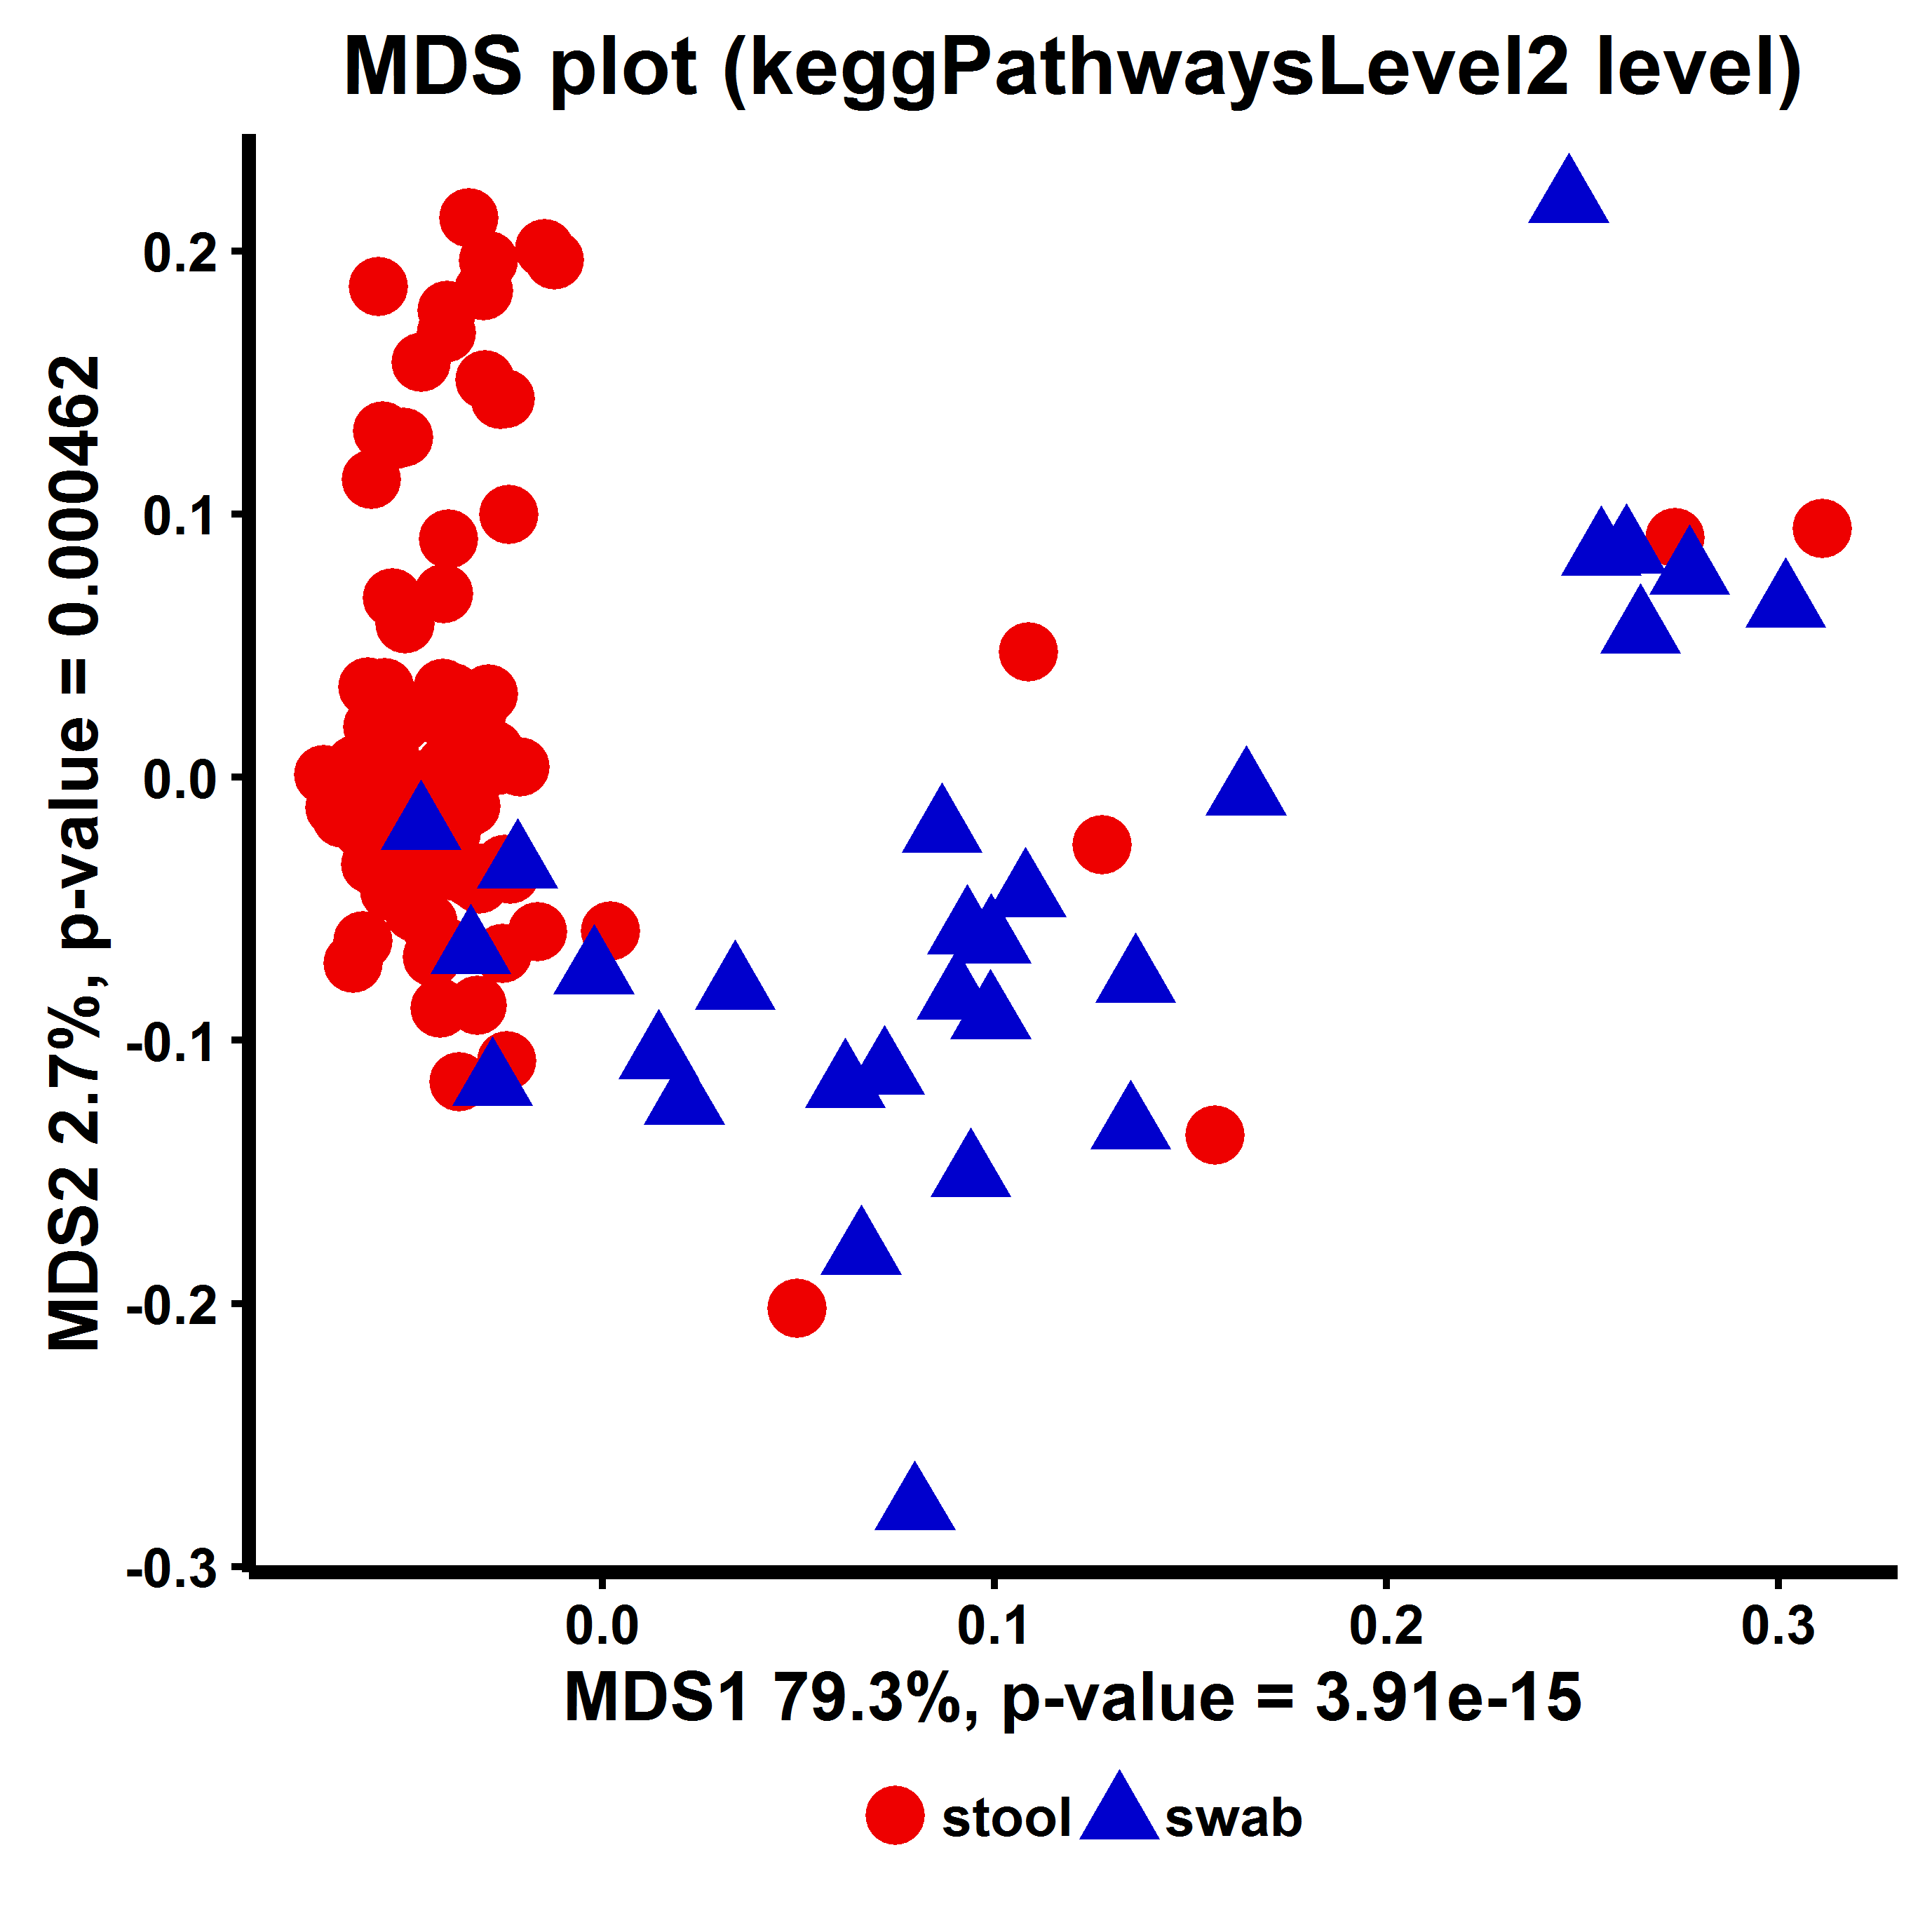 MDS plot (keggPathwaysLevel2 level)
MDS2 2.7%, p-value = 0.000462
0.2
0.1
0.0
-0.1
-0.2
-0.3
0.0 0.1 0.2 0.3
MDS1 79.3%, p-value = 3.91e-15
stool swab